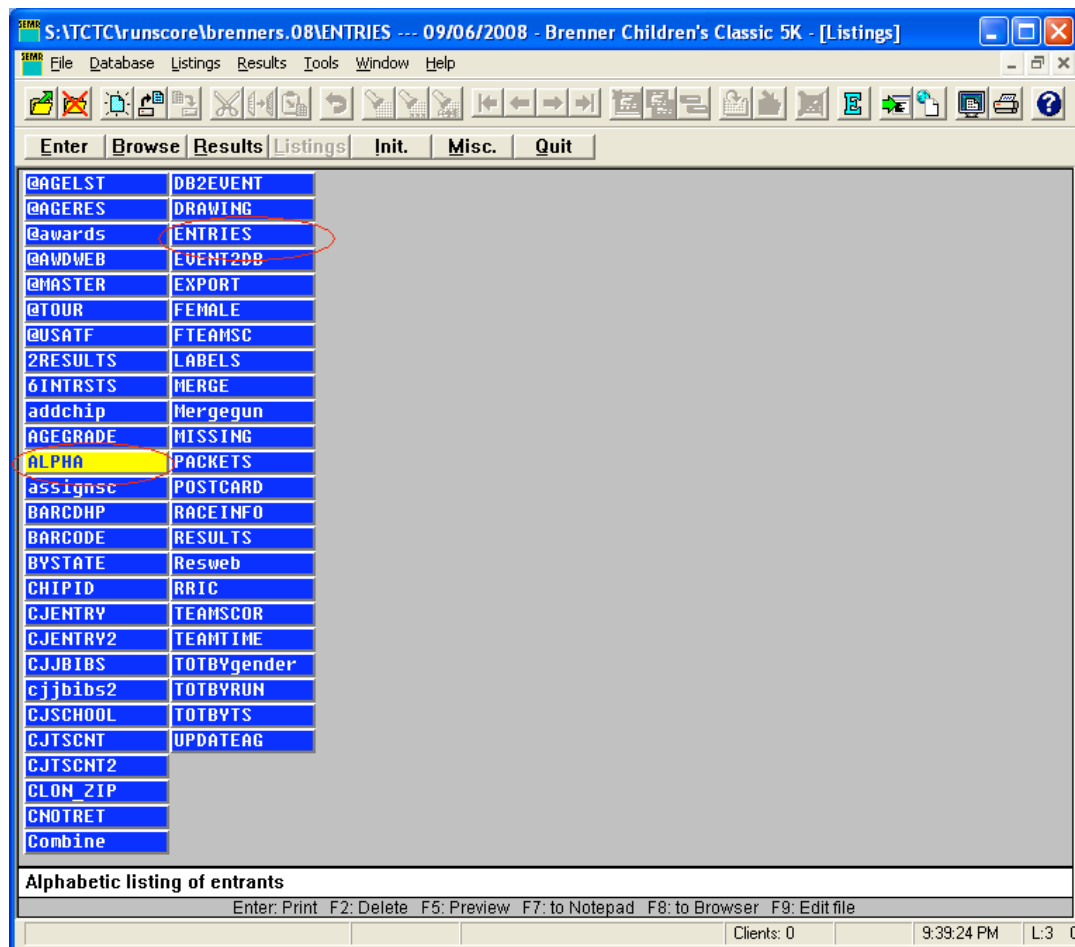 SEMR S:\TCTC\runscore\brenners.08\ENTRIES --- 09/06/2008 - Brenner Children's Classic 5K - [Listings]
SEMR File Database Listings Results Tools Window Help
E
Enter Browse Results Listings Init. Misc. Quit
@AGELST DB2EVENT
@AGERES DRAWING
@awards ENTRIES
@AWDWEB EVENT2DB
@MASTER EXPORT
@TOUR FEMALE
@USATF FTEAMSC
2RESULTS LABELS
6INTRSTS MERGE
addchip Mergegun
AGEGRADE MISSING
ALPHA PACKETS
assignsc POSTCARD
BARCDHP RACEINFO
BARCODE RESULTS
BYSTATE Resweb
CHIPID RRIC
CJENTRY TEAMSCOR
CJENTRY2 TEAMTIME
CJJBIBS TOTBYgender
cjjbibs2 TOTBYRUN
CJSCHOOL TOTBYTS
CJTSCNT UPDATEAG
CJTSCNT2
CLON_ZIP
CNOTRET
Combine
Alphabetic listing of entrants
Enter: Print F2: Delete F5: Preview F7: to Notepad F8: to Browser F9: Edit file
Clients: 0 9:39:24 PM L:3